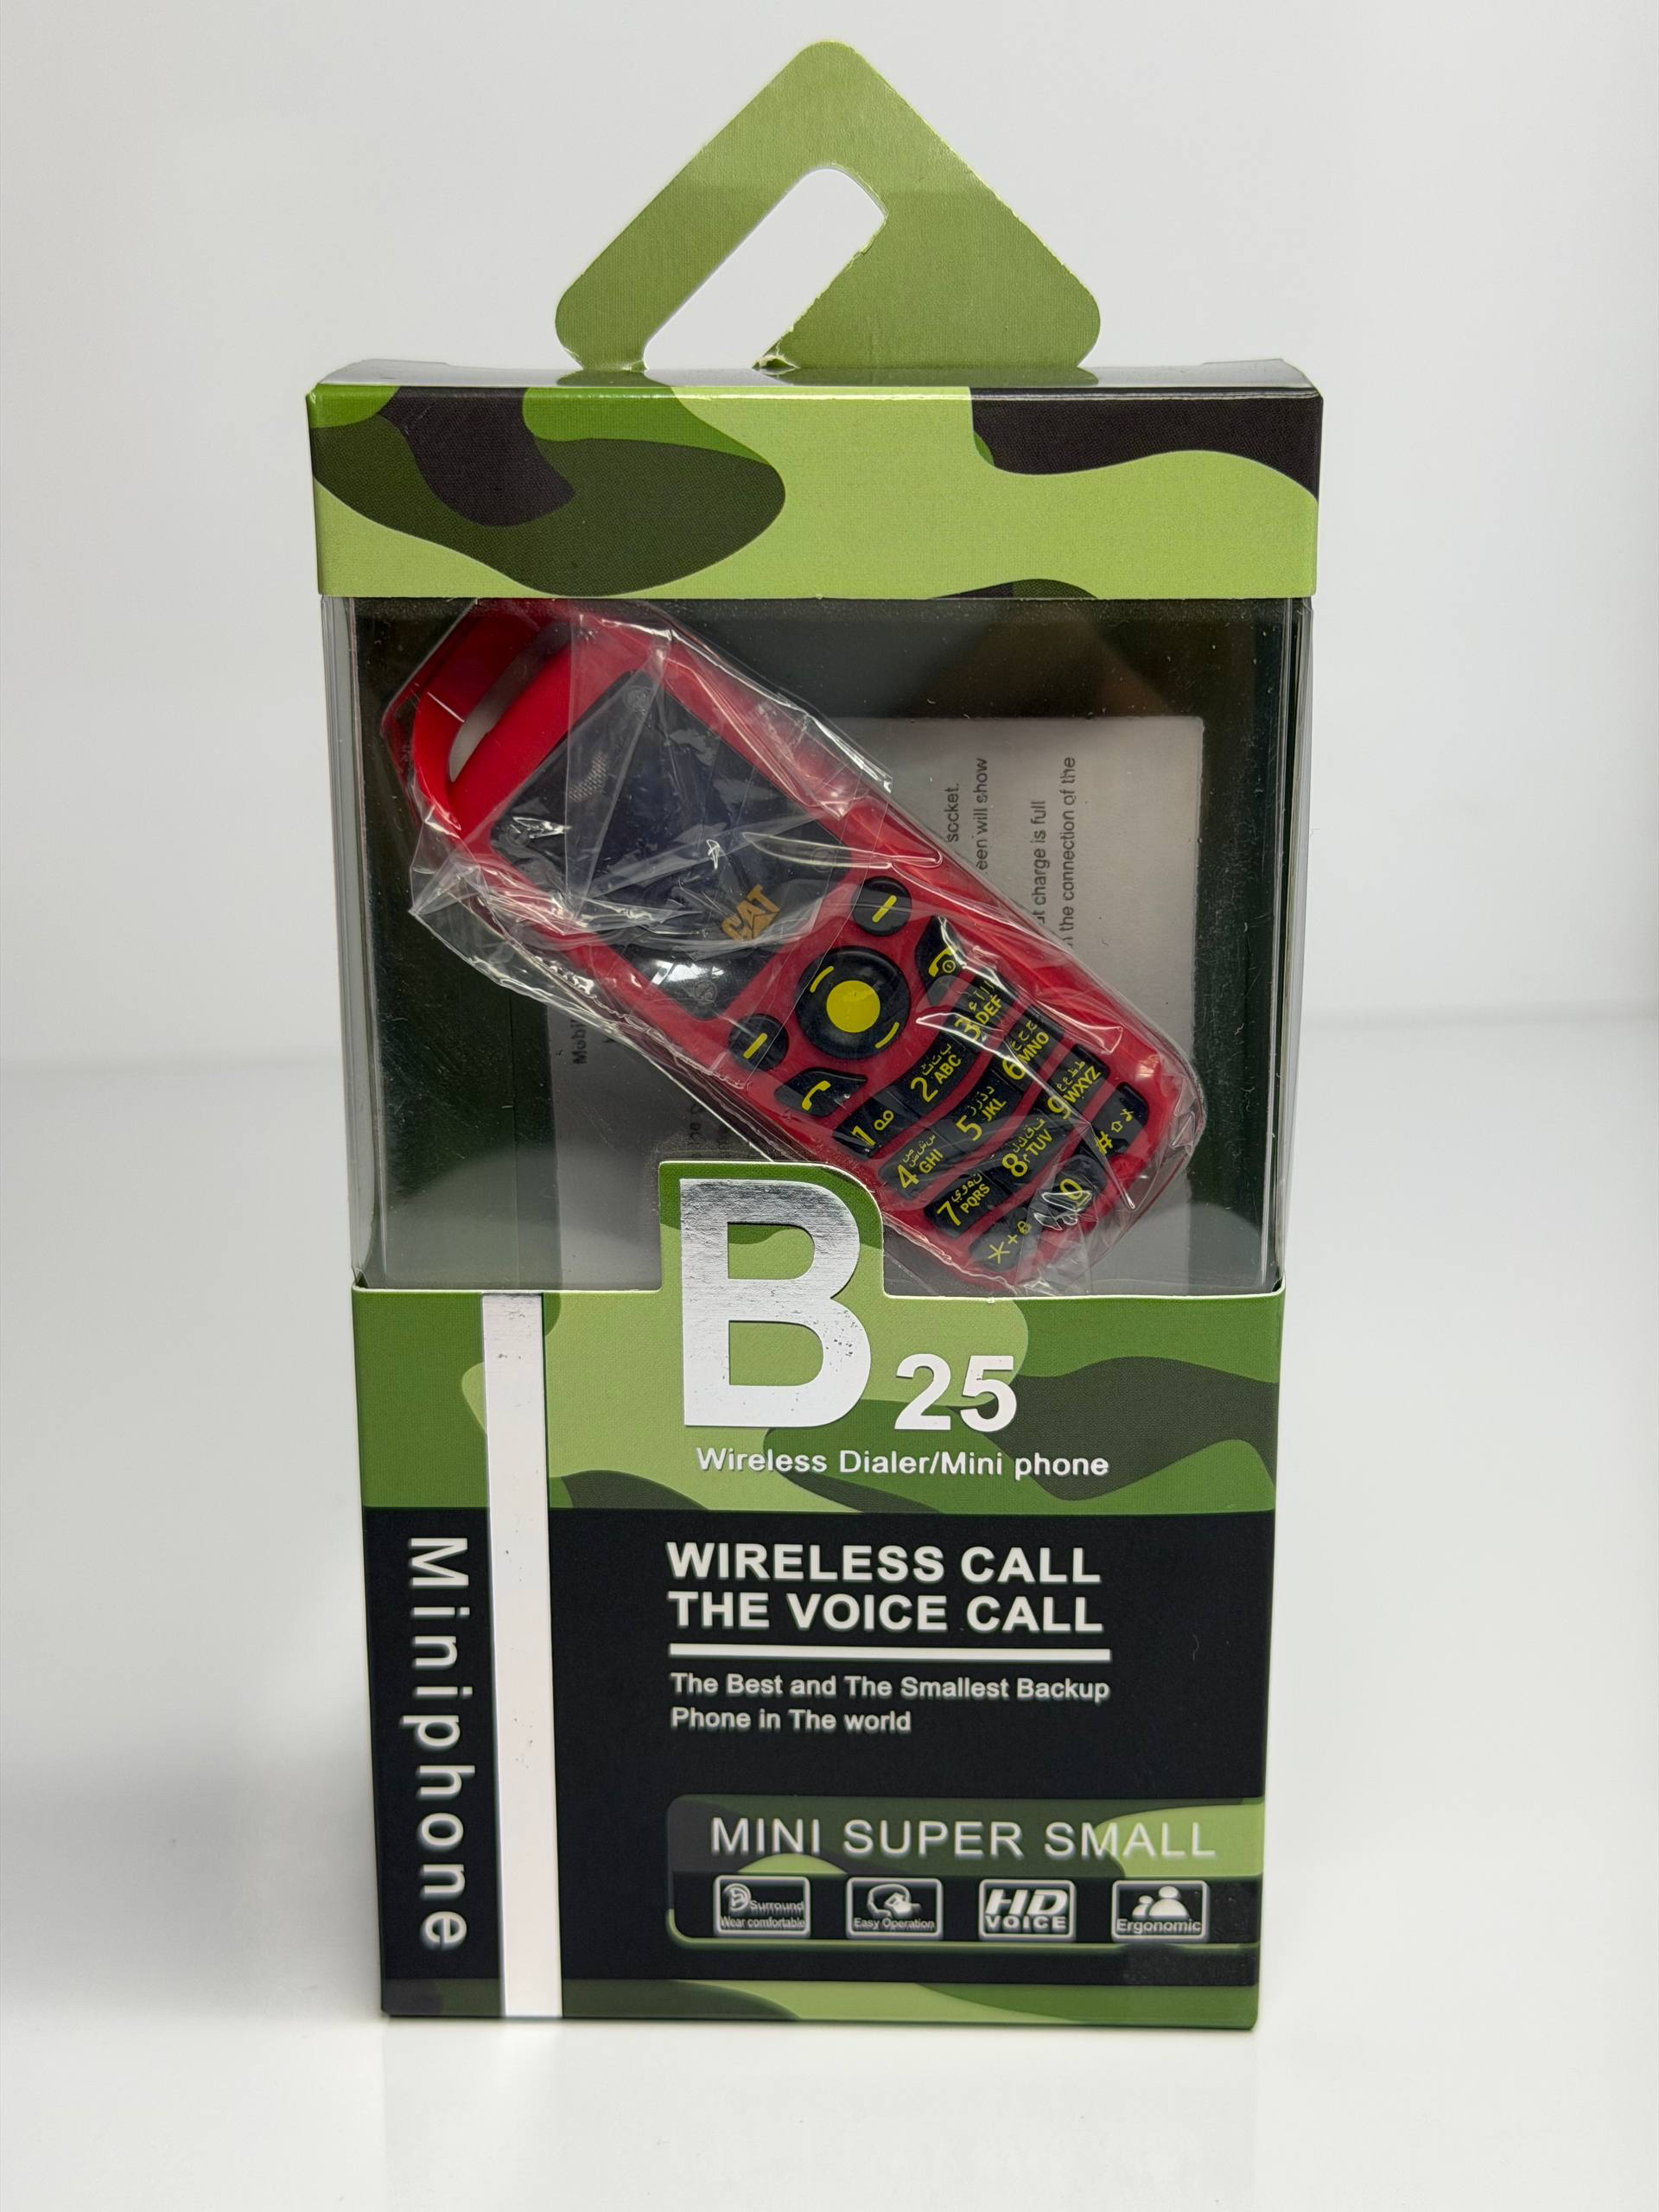 socket.
een will show
ut charge is full
the connection of the
Mobil
CAT
1
2 ABC
3 DEF
4 GHI
5 JKL
6 MNO
7 PQRS
8 TUV
9 WXYZ
* +
0
#
B 25
Wireless Dialer/Mini phone
Miniphone
WIRELESS CALL
THE VOICE CALL
The Best and The Smallest Backup
Phone in The world
MINI SUPER SMALL
Surround
Wear comfortable
Easy Operation
HD
VOICE
Ergonomic